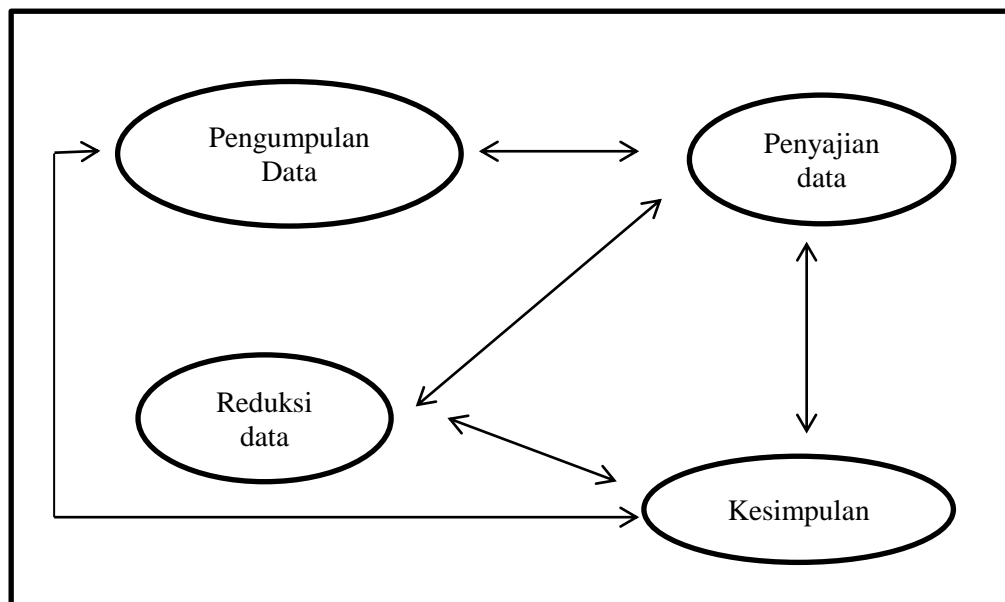 Pengumpulan
Data
Penyajian
data
Reduksi
data
Kesimpulan